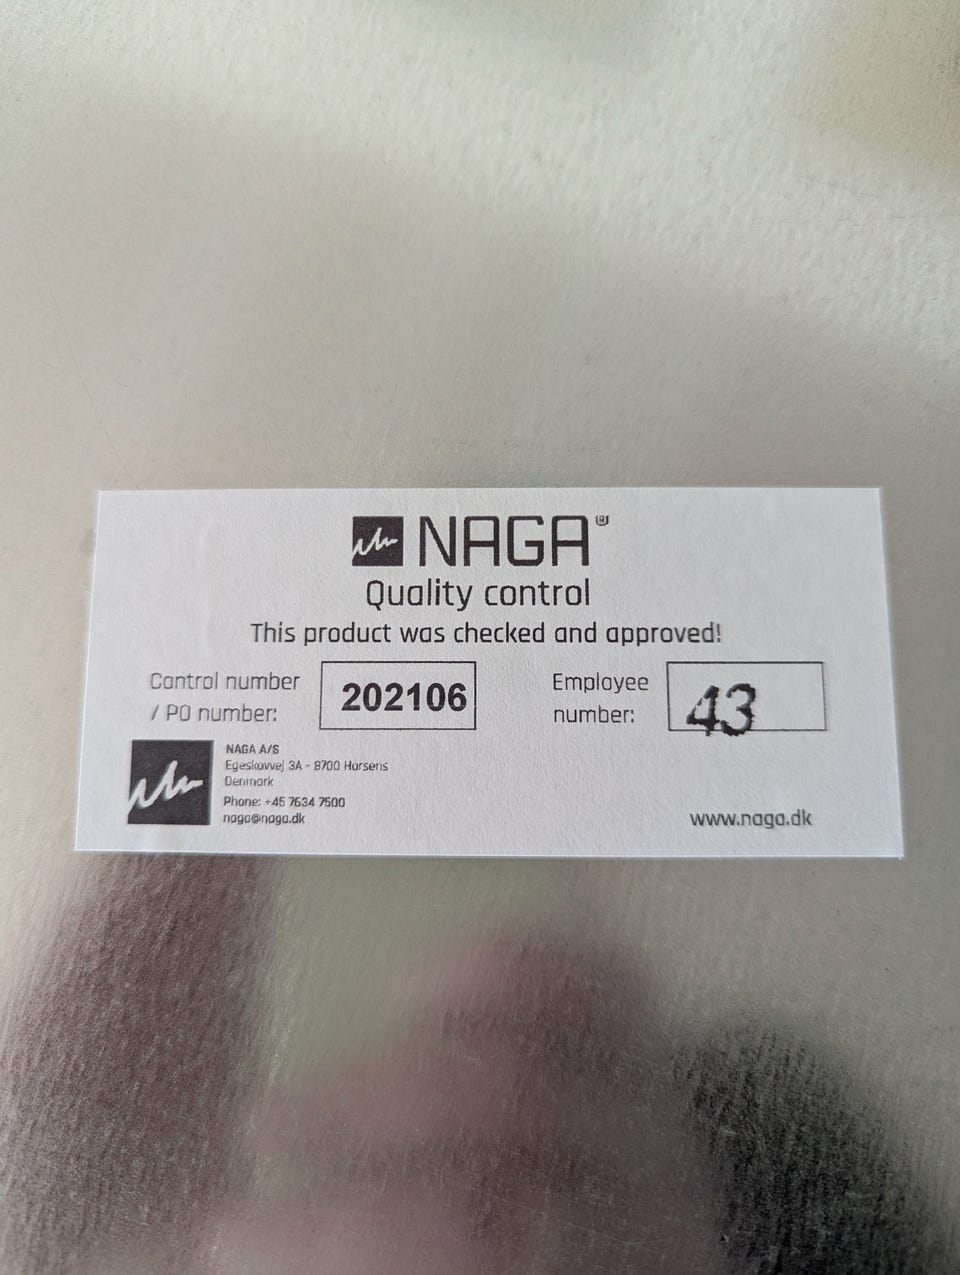 NAGA®
Quality control
This product was checked and approved!
Control number
/ PO number:
202106
Employee
number:
43
NAGA A/S
Egeskovvej 3A - 8700 Horsens
Denmark
Phone: +45 7634 7500
naga@naga.dk
www.naga.dk